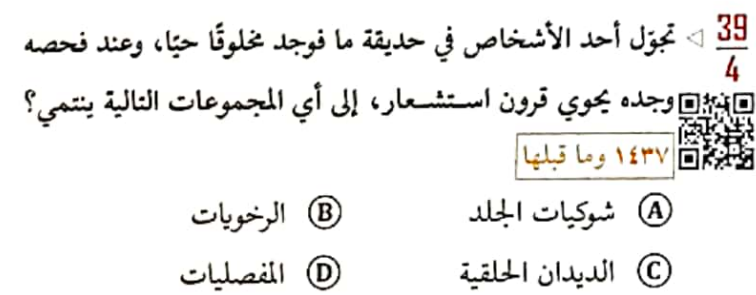 39
4
◁ تجوّل أحد الأشخاص في حديقة ما فوجد مخلوقًا حيًا، وعند فحصه
وجده يحوي قرون استشعار، إلى أي المجموعات التالية ينتمي؟
١٤٣٧ وما قبلها
A شوكيات الجلد B الرخويات
C الديدان الحلقية D المفصليات